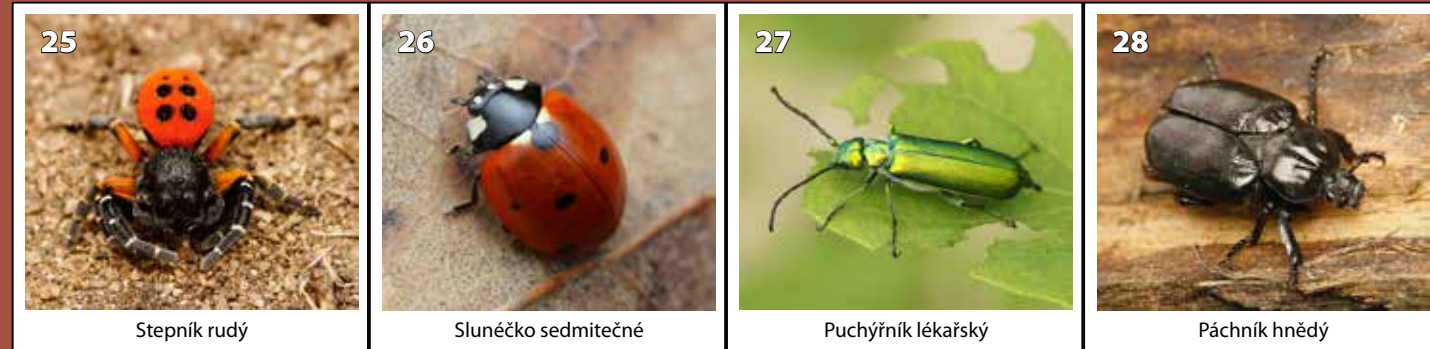 25
26
27
28
Stepník rudý
Slunéčko sedmitečné
Puchýřník lékařský
Páchník hnědý